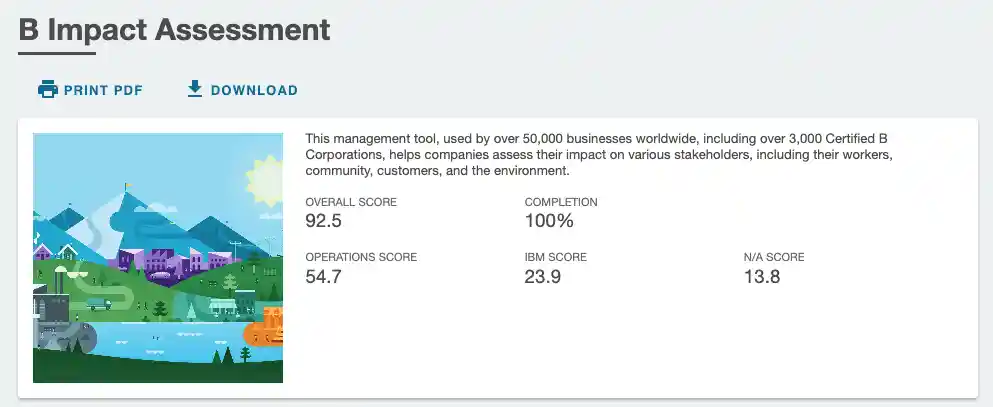 B Impact Assessment
PRINT PDF
DOWNLOAD
This management tool, used by over 50,000 businesses worldwide, including over 3,000 Certified B
Corporations, helps companies assess their impact on various stakeholders, including their workers,
community, customers, and the environment.
OVERALL SCORE
92.5
COMPLETION
100%
OPERATIONS SCORE
54.7
IBM SCORE
23.9
N/A SCORE
13.8